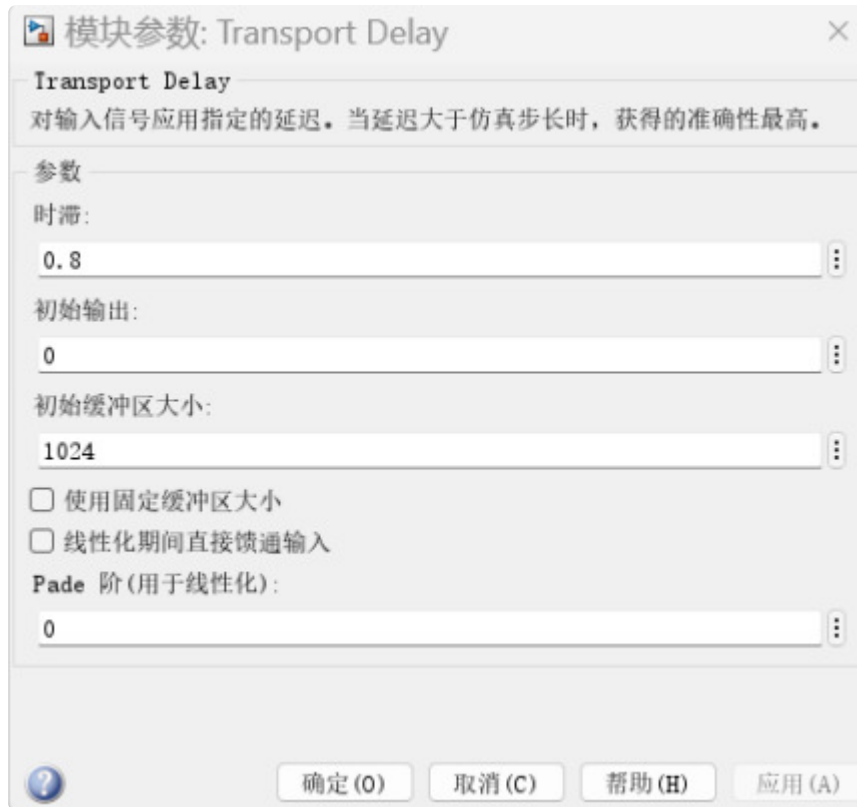 模块参数: Transport Delay
Transport Delay
对输入信号应用指定的延迟。当延迟大于仿真步长时，获得的准确性最高。
参数
时滞:
0.8
初始输出:
0
初始缓冲区大小:
1024
使用固定缓冲区大小
线性化期间直接馈通输入
Pade 阶(用于线性化):
0
确定(O) 取消(C) 帮助(H) 应用(A)